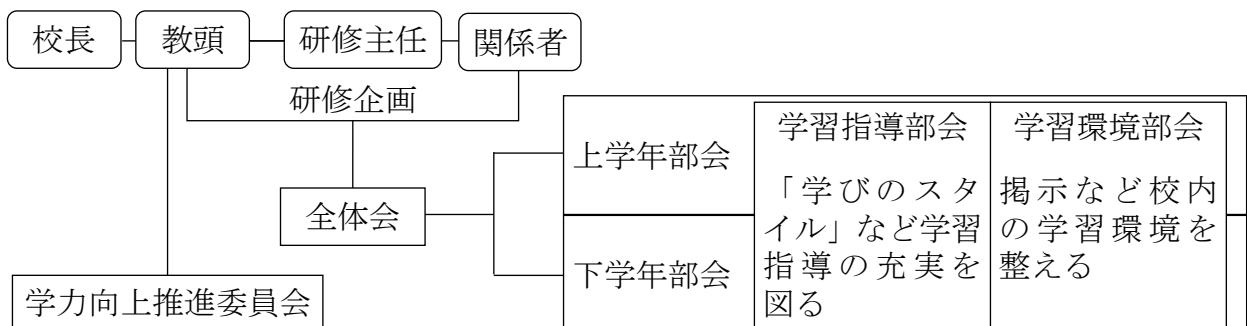 校長
教頭
研修主任
関係者
研修企画
全体会
学力向上推進委員会
上学年部会
下学年部会
学習指導部会
「学びのスタ
イル」など学習
指導の充実を
図る
学習環境部会
掲示など校内
の学習環境を
整える